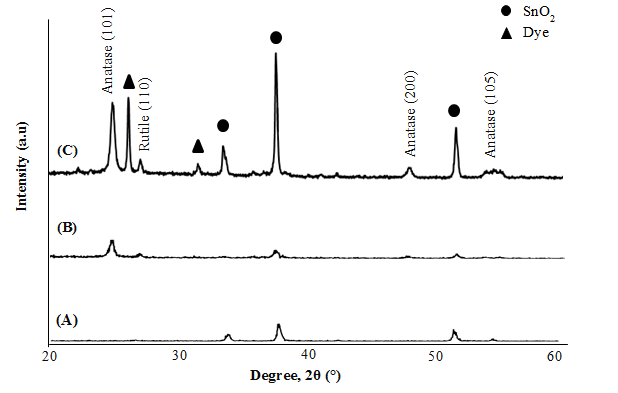 SnO2
Dye
Anatase (101)
Rutile (110)
Anatase (200)
Anatase (105)
(C)
(B)
(A)
Intensity (a.u)
20 30 40 50 60
Degree, 2θ (°)